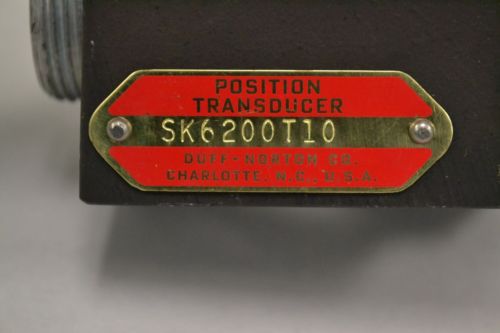 POSITION
TRANSDUCER
SK6200T10
DUFF-NORTON CO.
CHARLOTTE, N.C., U.S.A.